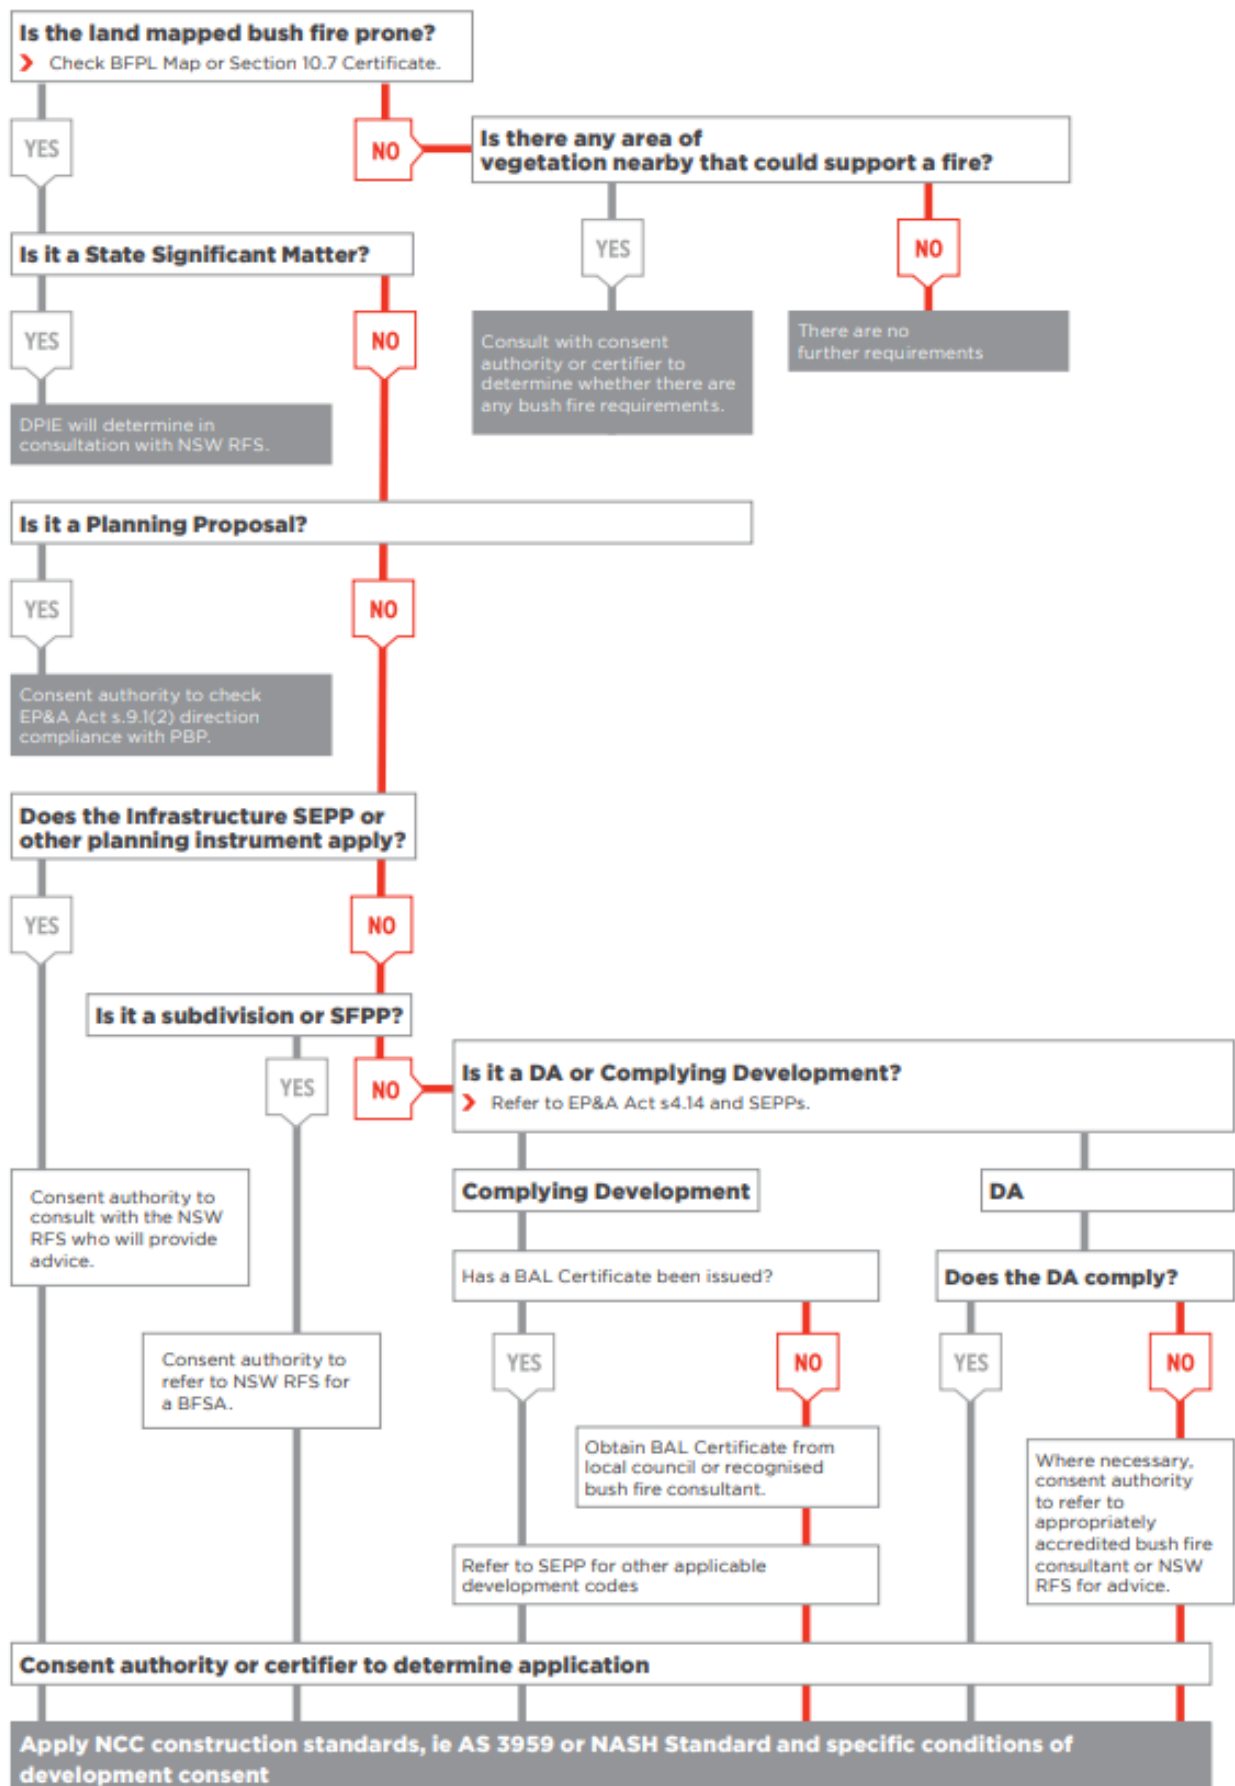 Is the land mapped bush fire prone?
Check BFPL Map or Section 10.7 Certificate.
YES
NO
Is there any area of
vegetation nearby that could support a fire?
YES
NO
Consult with consent
authority or certifier to
determine whether there are
any bush fire requirements.
There are no
further requirements
Is it a State Significant Matter?
YES
NO
DPIE will determine in
consultation with NSW RFS.
Is it a Planning Proposal?
YES
NO
Consent authority to check
EP&A Act s.9.1(2) direction
compliance with PBP.
Does the Infrastructure SEPP or
other planning instrument apply?
YES
NO
Is it a subdivision or SFPP?
YES
NO
Is it a DA or Complying Development?
Refer to EP&A Act s4.14 and SEPPs.
Consent authority to
consult with the NSW
RFS who will provide
advice.
Consent authority to
refer to NSW RFS for
a BFSA.
Complying Development
Has a BAL Certificate been issued?
YES
NO
Obtain BAL Certificate from
local council or recognised
bush fire consultant.
Refer to SEPP for other applicable
development codes
DA
Does the DA comply?
YES
NO
Where necessary,
consent authority
to refer to
appropriately
accredited bush fire
consultant or NSW
RFS for advice.
Consent authority or certifier to determine application
Apply NCC construction standards, ie AS 3959 or NASH Standard and specific conditions of
development consent